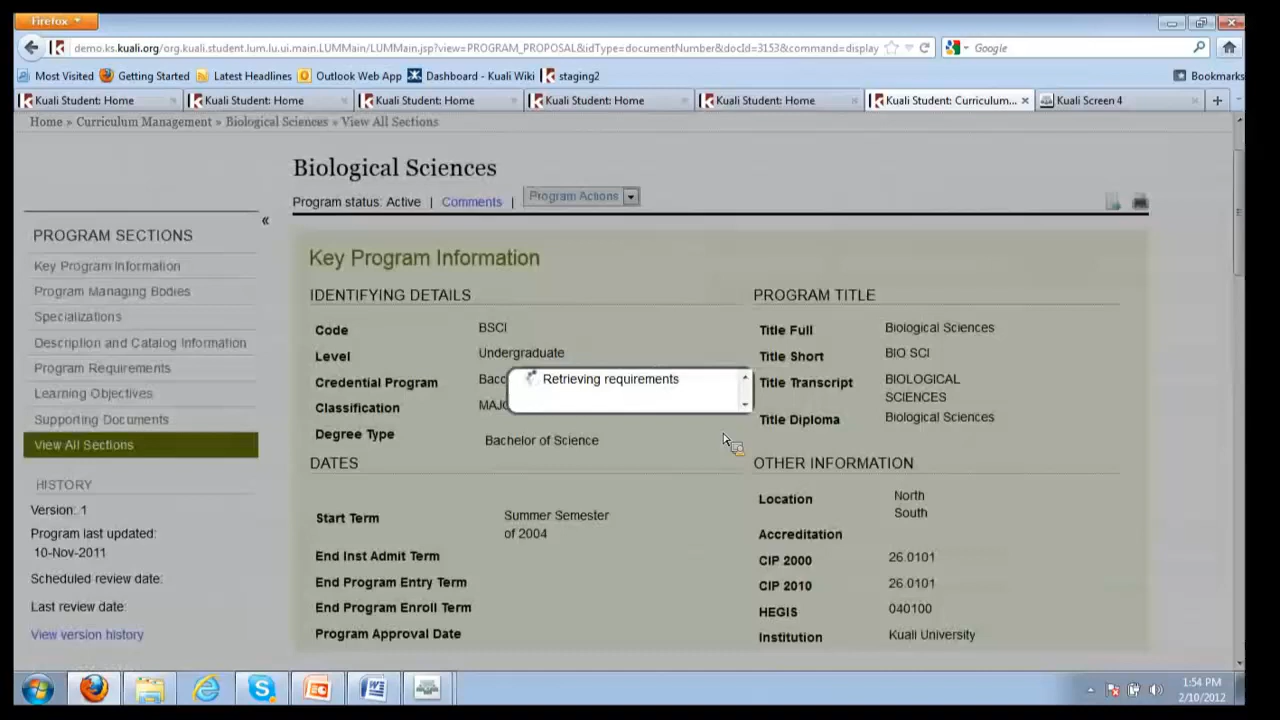 Firefox
demo.ks.kuali.org/org.kuali.student.lum.lu.ui.main.LUMMain/LUMMain.jsp?view=PROGRAM_PROPOSAL&idType=documentNumber&docId=3153&command=display
Google
Most Visited Getting Started Latest Headlines Outlook Web App Dashboard - Kuali Wiki staging2 Bookmarks
Kuali Student: Home Kuali Student: Home Kuali Student: Home Kuali Student: Home Kuali Student: Home Kuali Student: Curriculum... Kuali Screen 4
Home » Curriculum Management » Biological Sciences » View All Sections
Biological Sciences
Program status: Active | Comments | Program Actions
«
PROGRAM SECTIONS
Key Program Information
Program Managing Bodies
Specializations
Description and Catalog Information
Program Requirements
Learning Objectives
Supporting Documents
View All Sections
HISTORY
Version: 1
Program last updated:
10-Nov-2011
Scheduled review date:
Last review date:
View version history
Key Program Information
IDENTIFYING DETAILS
Code BSCI
Level Undergraduate
Credential Program Bacc
Classification MAJO
Degree Type Bachelor of Science
Retrieving requirements
PROGRAM TITLE
Title Full Biological Sciences
Title Short BIO SCI
Title Transcript BIOLOGICAL
SCIENCES
Title Diploma Biological Sciences
DATES
Start Term Summer Semester
of 2004
End Inst Admit Term
End Program Entry Term
End Program Enroll Term
Program Approval Date
OTHER INFORMATION
Location North
South
Accreditation
CIP 2000 26.0101
CIP 2010 26.0101
HEGIS 040100
Institution Kuali University
1:54 PM
2/10/2012